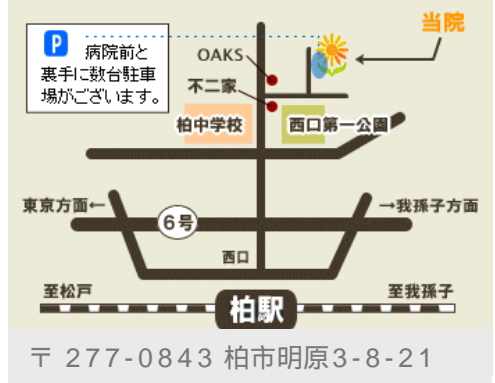 当院
P 病院前と
裏手に数台駐車
場がございます。
OAKS
不二家
柏中学校
西口第一公園
東京方面←
→我孫子方面
6号
西口
至松戸
至我孫子
柏駅
〒 277-0843 柏市明原3-8-21